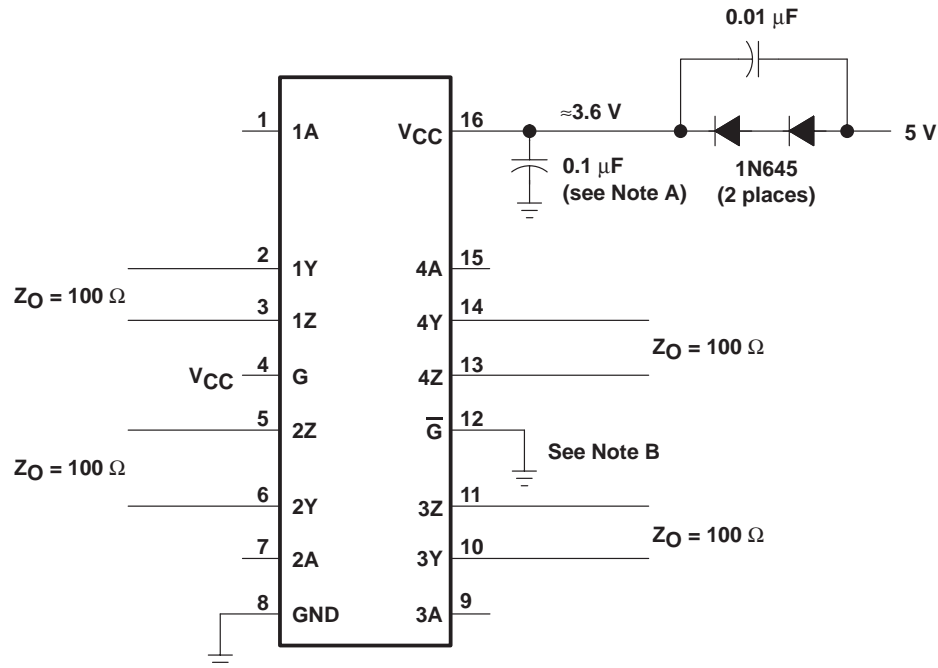 0.01 μF
≈3.6 V
5 V
1N645
(2 places)
0.1 μF
(see Note A)
1
1A
VCC
16
2
1Y
4A
15
ZO = 100 Ω
3
1Z
4Y
14
ZO = 100 Ω
VCC
4
G
4Z
13
5
2Z
G̅
12
See Note B
ZO = 100 Ω
6
2Y
3Z
11
ZO = 100 Ω
7
2A
3Y
10
8
GND
3A
9